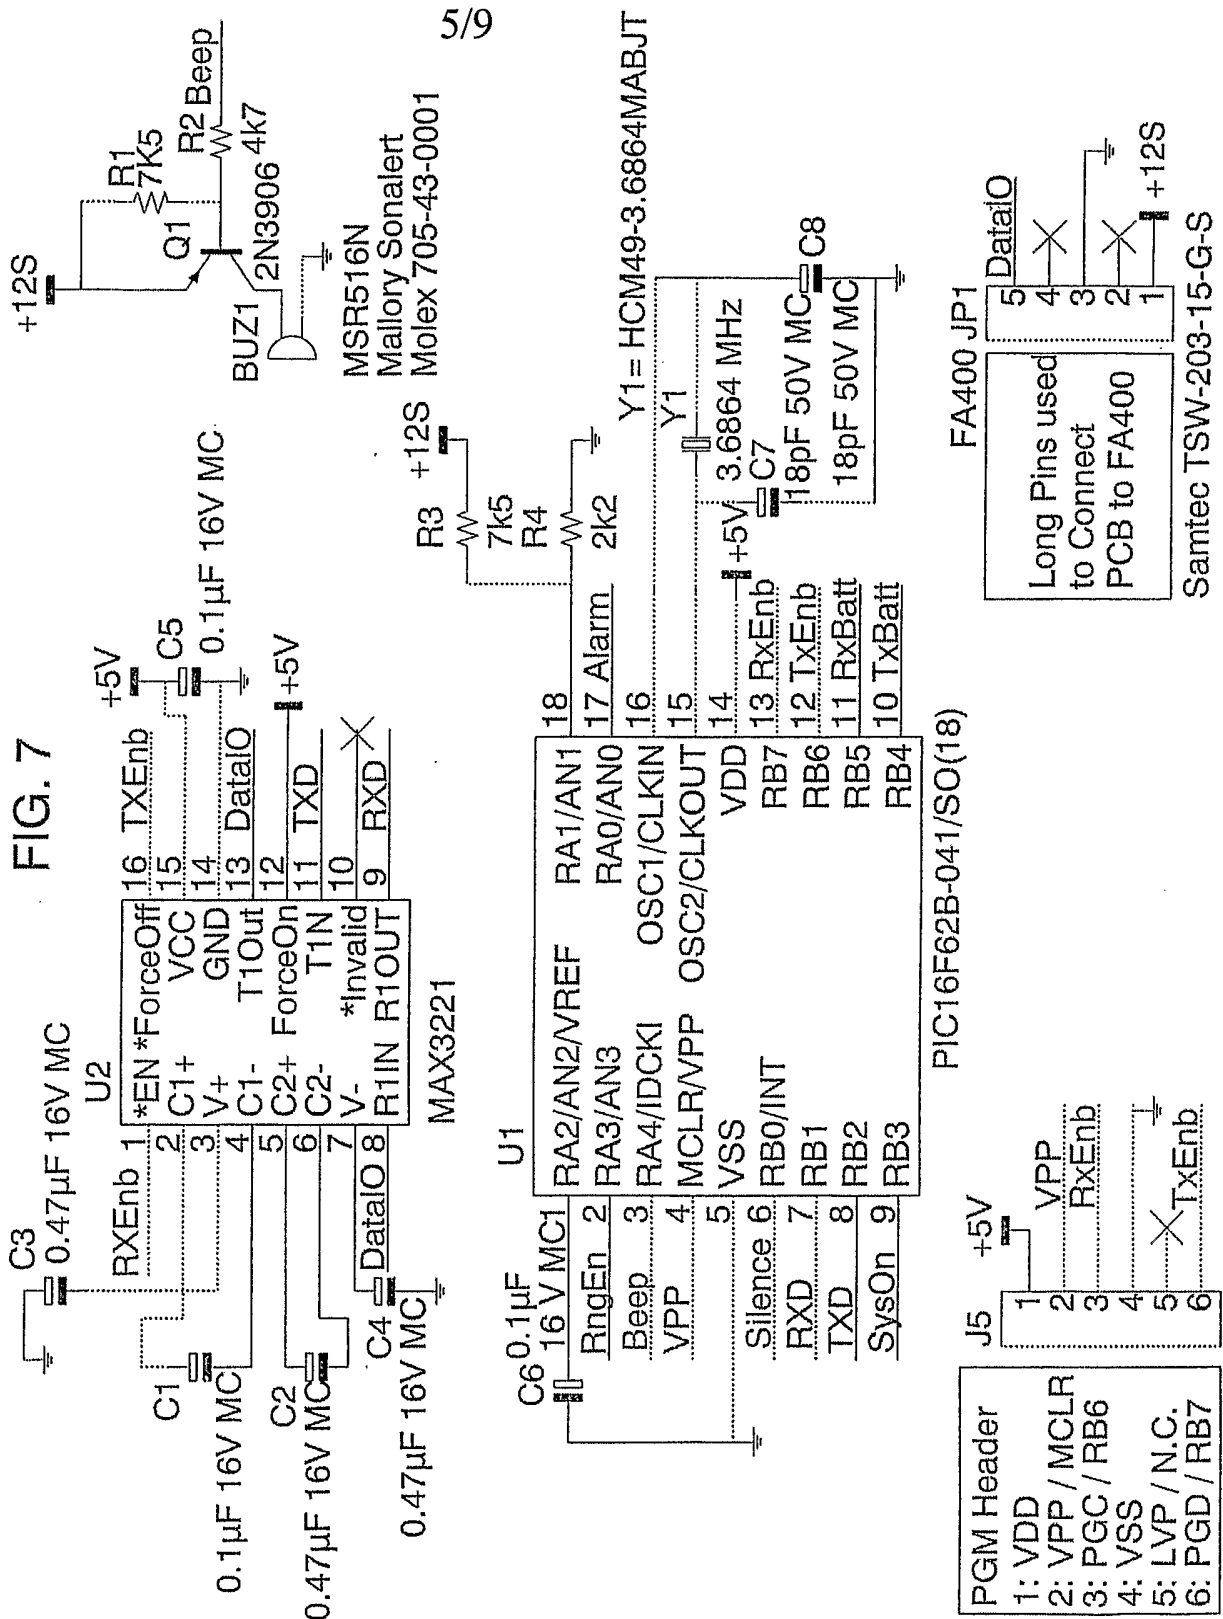 5/9
FIG. 7
C3
0.47µF 16V MC
U2
RXEnb
1 *EN
2 C1+
3 V+
4 C1-
5 C2+
6 C2-
7 V-
DataIO 8 R1IN
*ForceOff 16 TXEnb
VCC 15
GND 14
T1Out 13 DataIO
ForceOn 12
T1N 11 TXD
*Invalid 10
R1OUT 9 RXD
MAX3221
C1
0.1µF 16V MC
C2
0.47µF 16V MC
C4
0.47µF 16V MC
+5V
C5
0.1µF 16V MC
+5V
+12S
R1
7K5
Q1
R2 Beep
4k7
2N3906
BUZ1
MSR516N
Mallory Sonalert
Molex 705-43-0001
C6
0.1µF
16 V MC
U1
1 RA2/AN2/VREF
RngEn 2 RA3/AN3
Beep 3 RA4/IDCKI
VPP 4 MCLR/VPP
5 VSS
Silence 6 RB0/INT
RXD 7 RB1
TXD 8 RB2
SysOn 9 RB3
RA1/AN1 18
RA0/AN0 17 Alarm
OSC1/CLKIN 16
OSC2/CLKOUT 15
VDD 14
RB7 13 RxEnb
RB6 12 TxEnb
RB5 11 RxBatt
RB4 10 TxBatt
PIC16F62B-041/SO(18)
R3
7k5
+12S
R4
2k2
Y1= HCM49-3.6864MABJT
Y1
3.6864 MHz
+5V
C7
18pF 50V MC
C8
18pF 50V MC
PGM Header
1: VDD
2: VPP / MCLR
3: PGC / RB6
4: VSS
5: LVP / N.C.
6: PGD / RB7
J5
+5V
1
2 VPP
3 RxEnb
4
5
6 TxEnb
FA400 JP1
Long Pins used
to Connect
PCB to FA400
5 DataIO
4
3
2
1 +12S
Samtec TSW-203-15-G-S